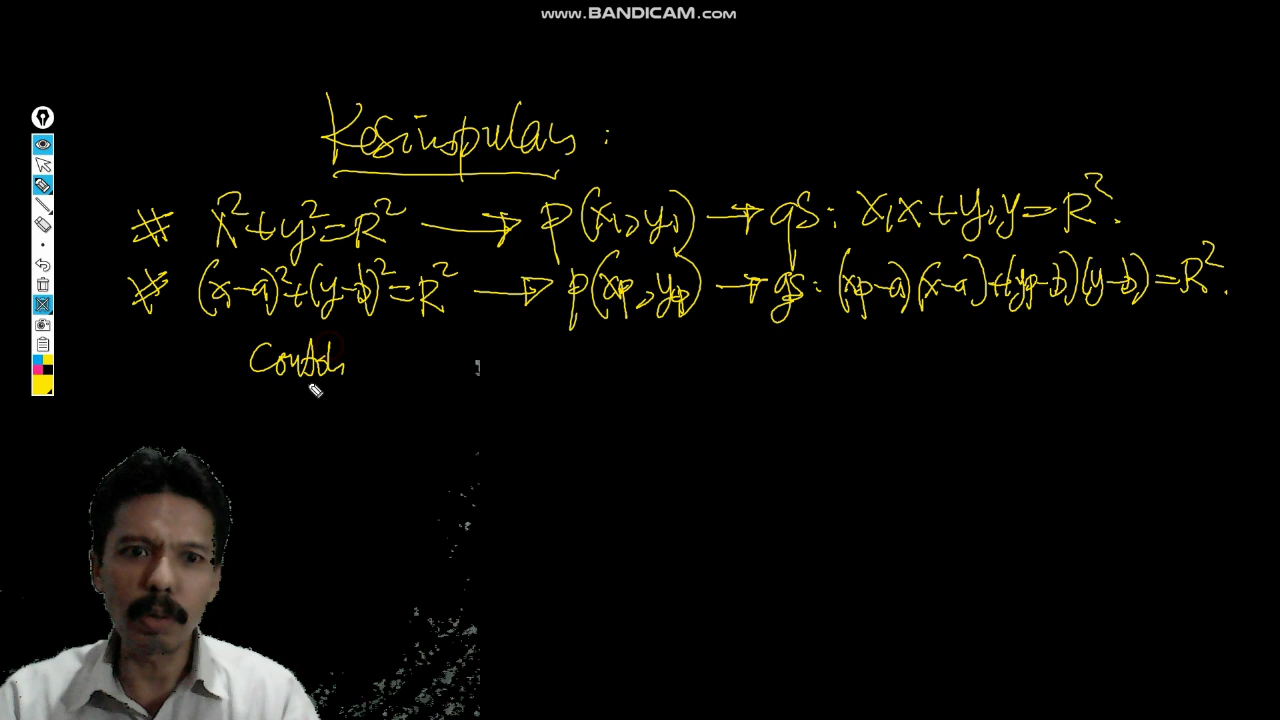 www.BANDICAM.com
Kesimpulan :
# x²+y²=R² → P(x₁,y₁) → gs: x₁x+y₁y=R².
# (x-a)²+(y-b)²=R² → P(xp,yp) → gs: (xp-a)(x-a)+(yp-b)(y-b)=R².
Contoh